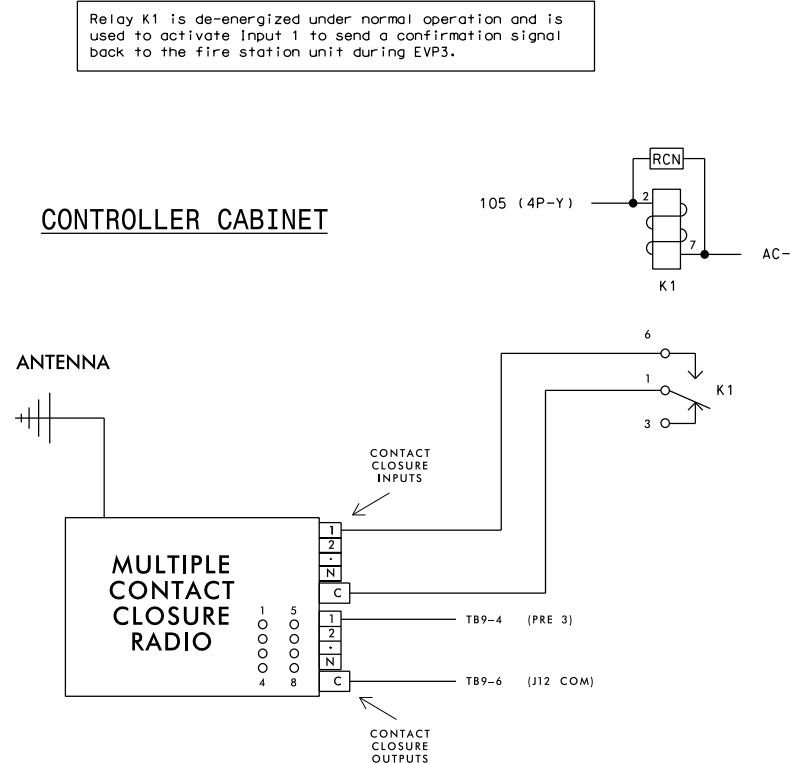 Relay K1 is de-energized under normal operation and is
used to activate Input 1 to send a confirmation signal
back to the fire station unit during EVP3.
RCN
105 (4P-Y)
2
7
AC-
K1
CONTROLLER CABINET
ANTENNA
6
1
K1
3
CONTACT
CLOSURE
INPUTS
MULTIPLE
CONTACT
CLOSURE
RADIO
1 5
4 8
1
2
.
N
C
1
2
.
N
C
TB9-4 (PRE 3)
TB9-6 (J12 COM)
CONTACT
CLOSURE
OUTPUTS